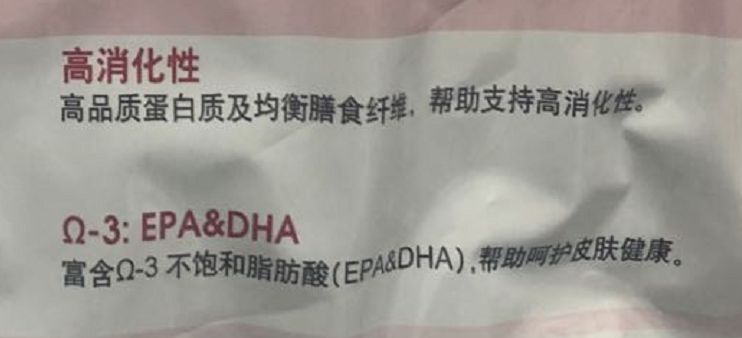 高消化性
高品质蛋白质及均衡膳食纤维，帮助支持高消化性。
Ω-3: EPA&DHA
富含Ω-3 不饱和脂肪酸(EPA&DHA),帮助呵护皮肤健康。